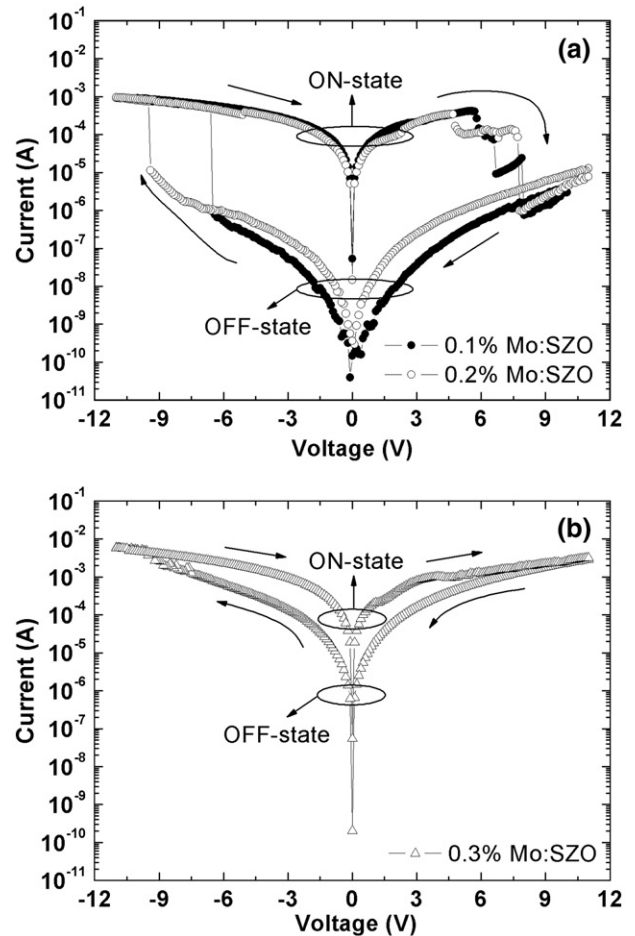 (a)
10⁻¹
10⁻²
10⁻³
10⁻⁴
10⁻⁵
10⁻⁶
10⁻⁷
10⁻⁸
10⁻⁹
10⁻¹⁰
10⁻¹¹
Current (A)
ON-state
OFF-state
0.1% Mo:SZO
0.2% Mo:SZO
-12 -9 -6 -3 0 3 6 9 12
Voltage (V)
(b)
10⁻¹
10⁻²
10⁻³
10⁻⁴
10⁻⁵
10⁻⁶
10⁻⁷
10⁻⁸
10⁻⁹
10⁻¹⁰
10⁻¹¹
Current (A)
ON-state
OFF-state
0.3% Mo:SZO
-12 -9 -6 -3 0 3 6 9 12
Voltage (V)